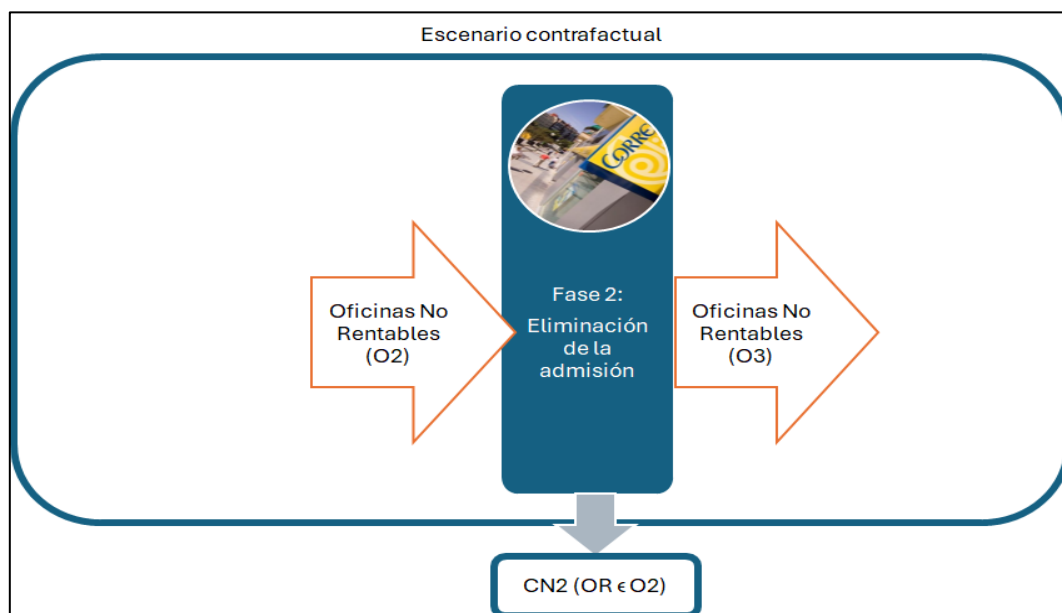 Escenario contrafactual
CORRE
Oficinas No
Rentables
(O2)
Fase 2:
Eliminación
de la
admisión
Oficinas No
Rentables
(O3)
CN2 (OR ϵ O2)